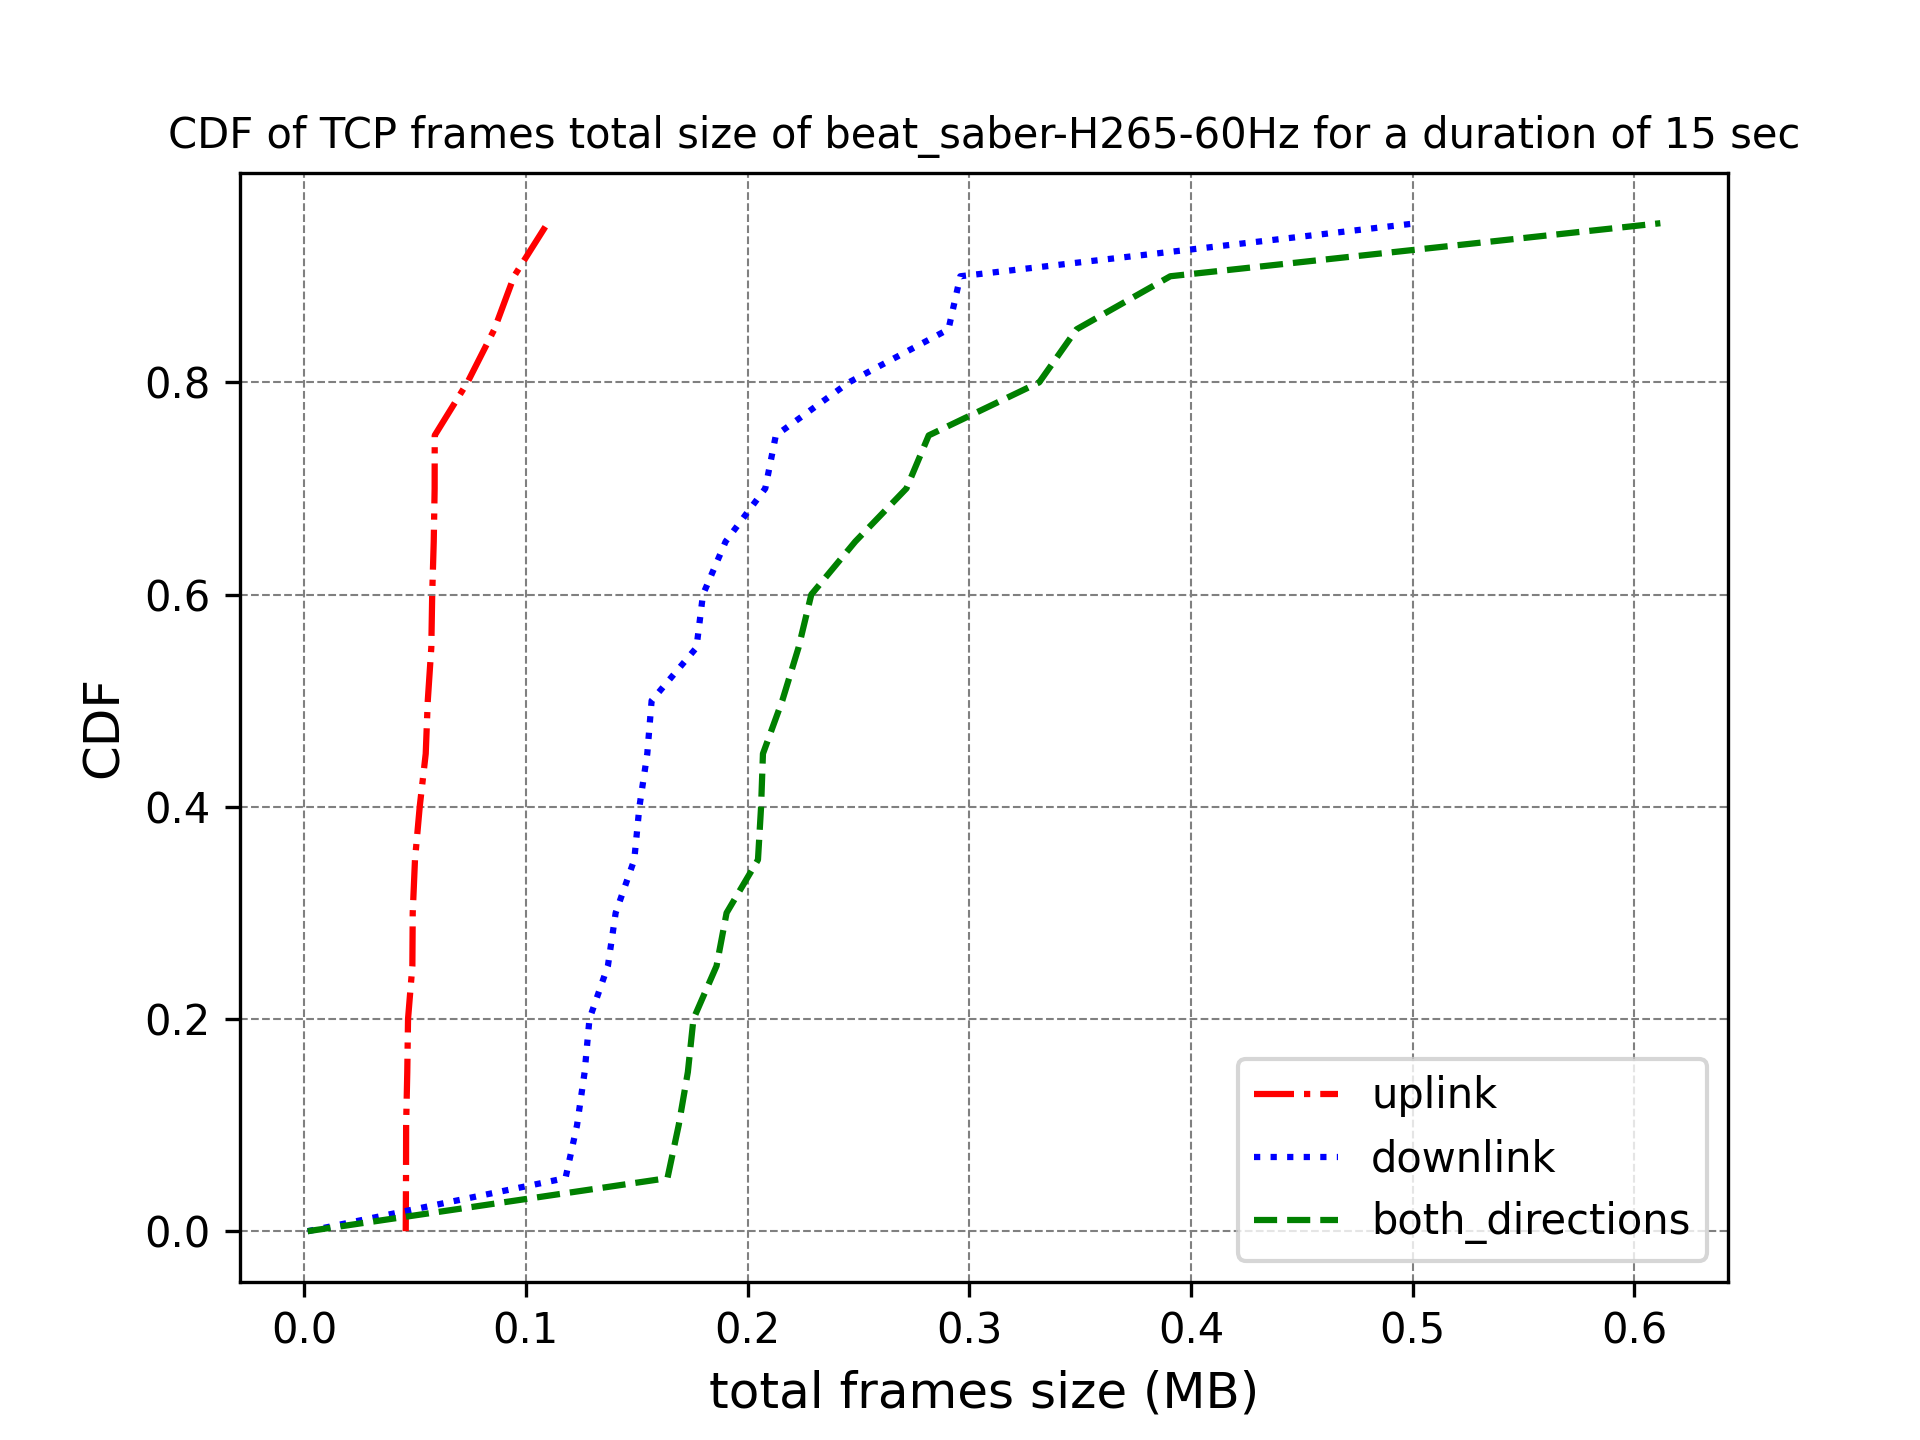 CDF of TCP frames total size of beat_saber-H265-60Hz for a duration of 15 sec
CDF
0.8
0.6
0.4
0.2
0.0
uplink
downlink
both_directions
0.0 0.1 0.2 0.3 0.4 0.5 0.6
total frames size (MB)